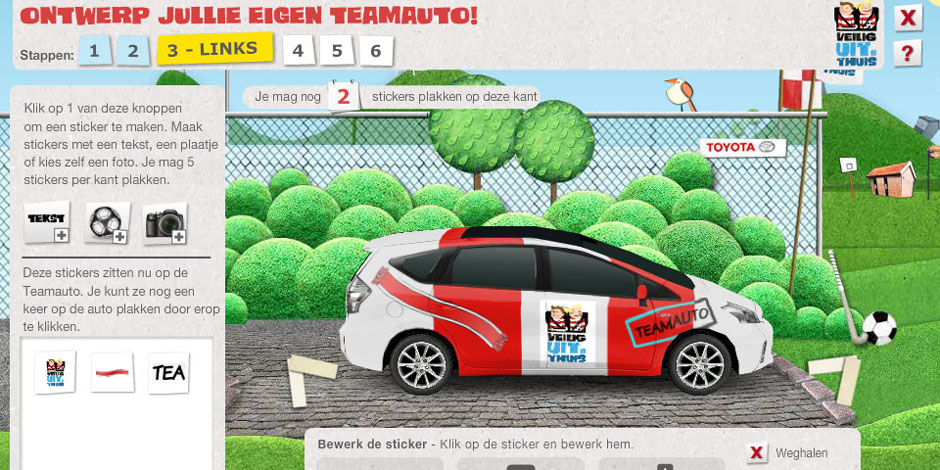 ONTWERP JULLIE EIGEN TEAMAUTO!
Stappen: 1 2 3 - LINKS 4 5 6
VEILIG
UIT &
THUIS
X
?
Klik op 1 van deze knoppen
om een sticker te maken. Maak
stickers met een tekst, een plaatje
of kies zelf een foto. Je mag 5
stickers per kant plakken.
TEKST
Deze stickers zitten nu op de
Teamauto. Je kunt ze nog een
keer op de auto plakken door erop
te klikken.
VEILIG
UIT &
THUIS
TEA
Je mag nog 2 stickers plakken op deze kant
THUIS
TOYOTA
VEILIG
UIT &
THUIS
TEAMAUTO
Bewerk de sticker - Klik op de sticker en bewerk hem.
X Weghalen